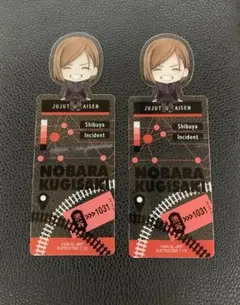 JUJUTSU KAISEN
Shibuya
Incident
NOBARA
KUGISAKI
>>>1031
JUJUTSU KAISEN
Shibuya
Incident
NOBARA
KUGISAKI
>>>1031